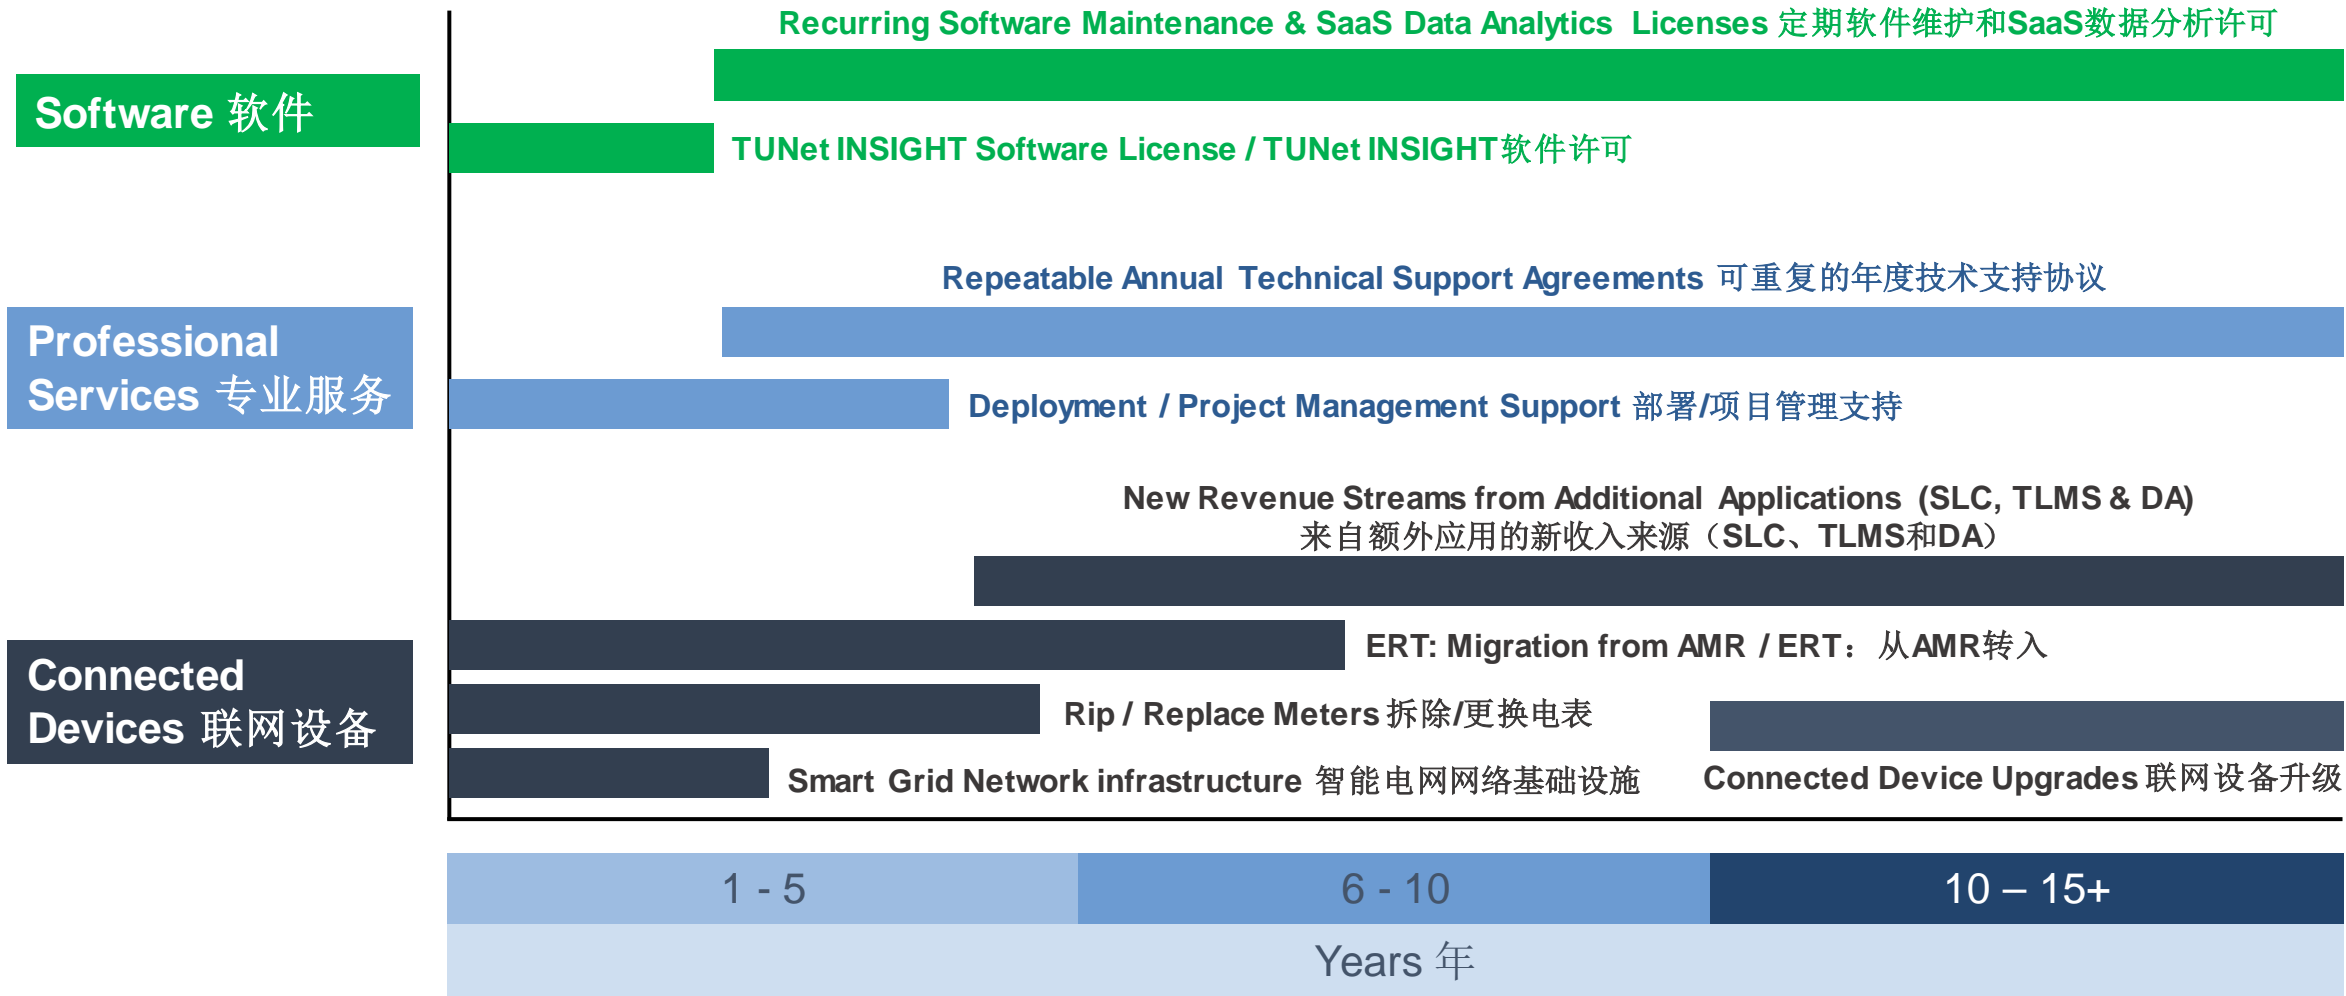 Recurring Software Maintenance & SaaS Data Analytics Licenses 定期软件维护和SaaS数据分析许可
Software 软件
TUNet INSIGHT Software License / TUNet INSIGHT软件许可
Repeatable Annual Technical Support Agreements 可重复的年度技术支持协议
Professional
Services 专业服务
Deployment / Project Management Support 部署/项目管理支持
New Revenue Streams from Additional Applications (SLC, TLMS & DA)
来自额外应用的新收入来源（SLC、TLMS和DA）
ERT: Migration from AMR / ERT：从AMR转入
Connected
Devices 联网设备
Rip / Replace Meters 拆除/更换电表
Smart Grid Network infrastructure 智能电网网络基础设施
Connected Device Upgrades 联网设备升级
1 - 5
6 - 10
10 – 15+
Years 年